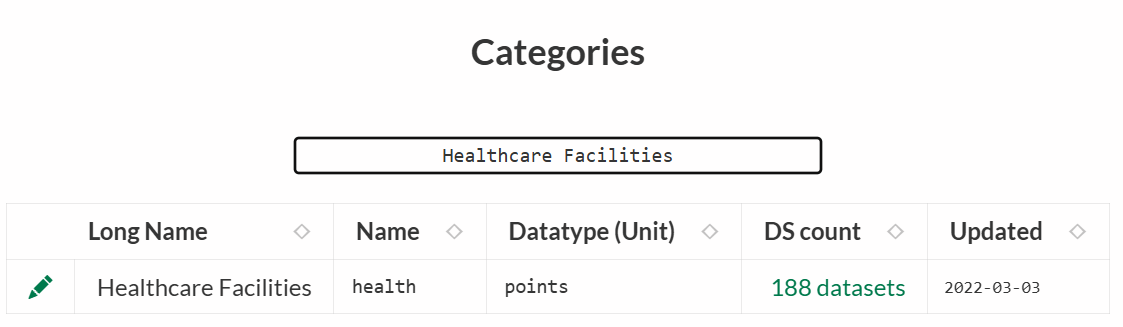 Categories
Healthcare Facilities
Long Name Name Datatype (Unit) DS count Updated
Healthcare Facilities health points 188 datasets 2022-03-03